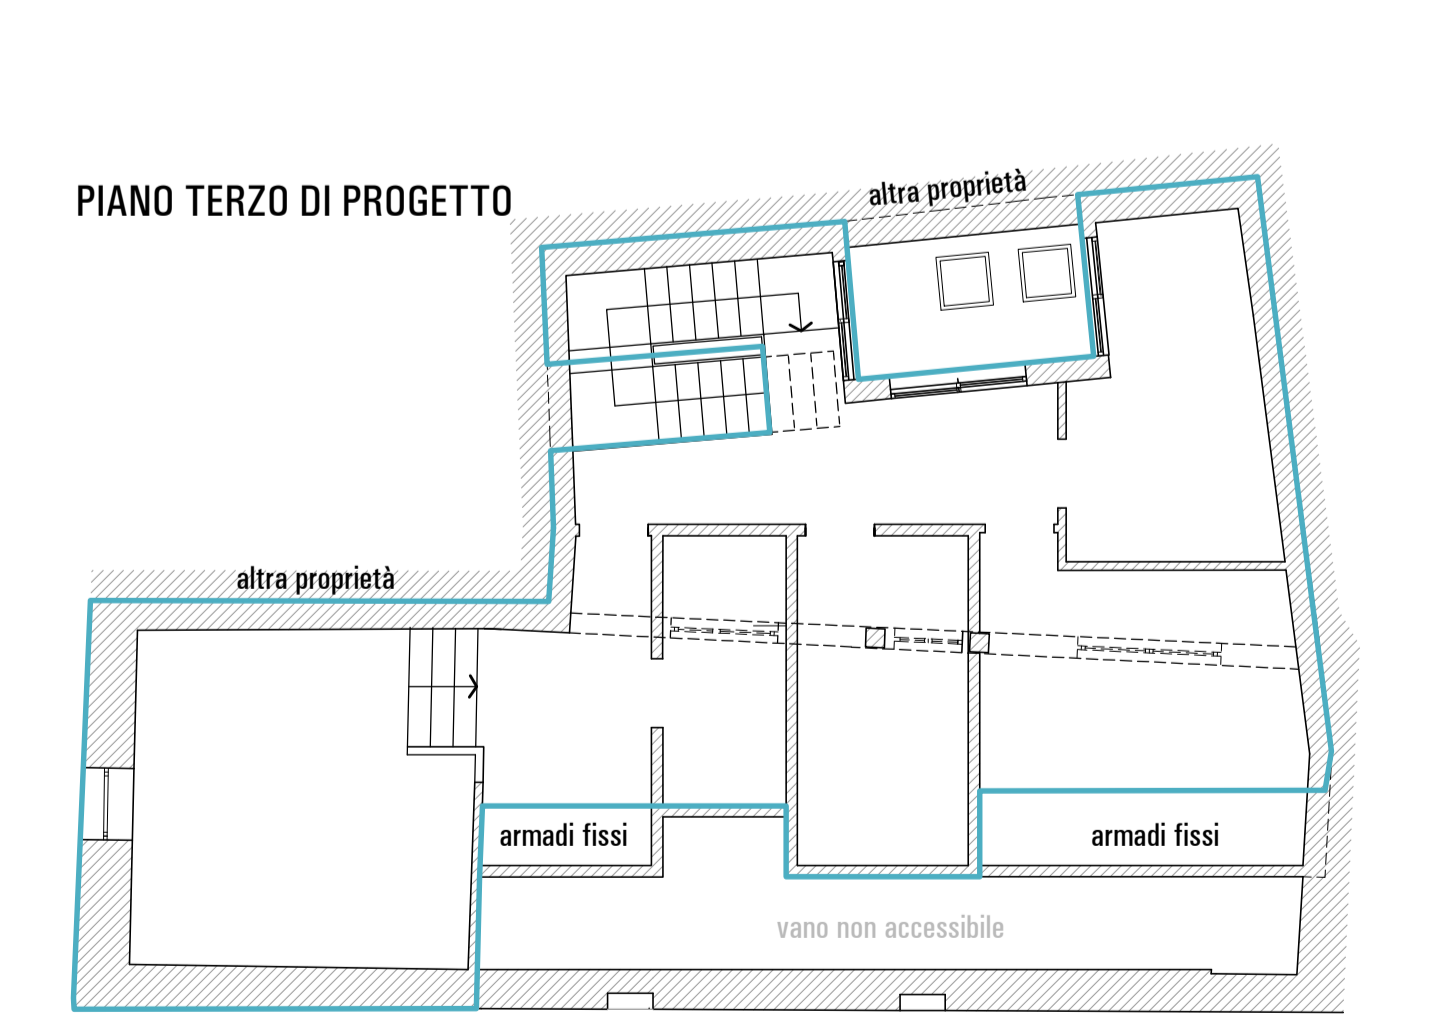 altra proprietà
PIANO TERZO DI PROGETTO
altra proprietà
armadi fissi
armadi fissi
vano non accessibile